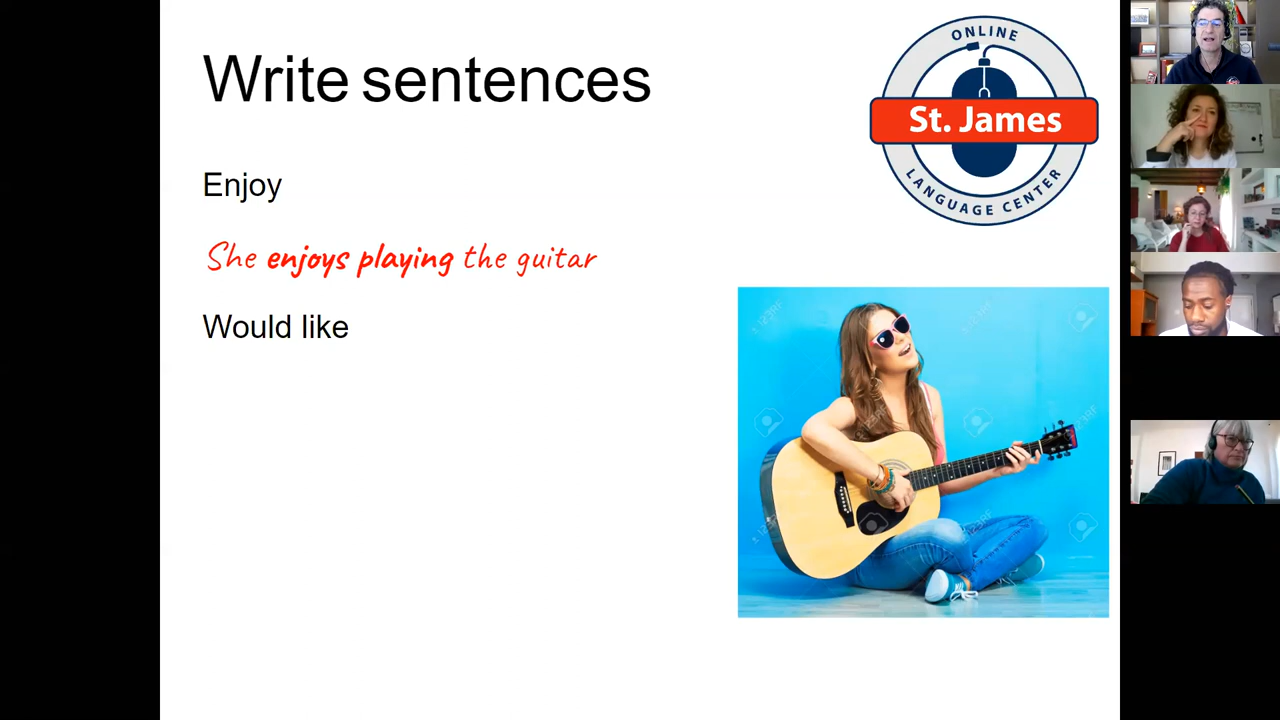 Write sentences
ONLINE
St. James
LANGUAGE CENTER
Enjoy
She enjoys playing the guitar
Would like